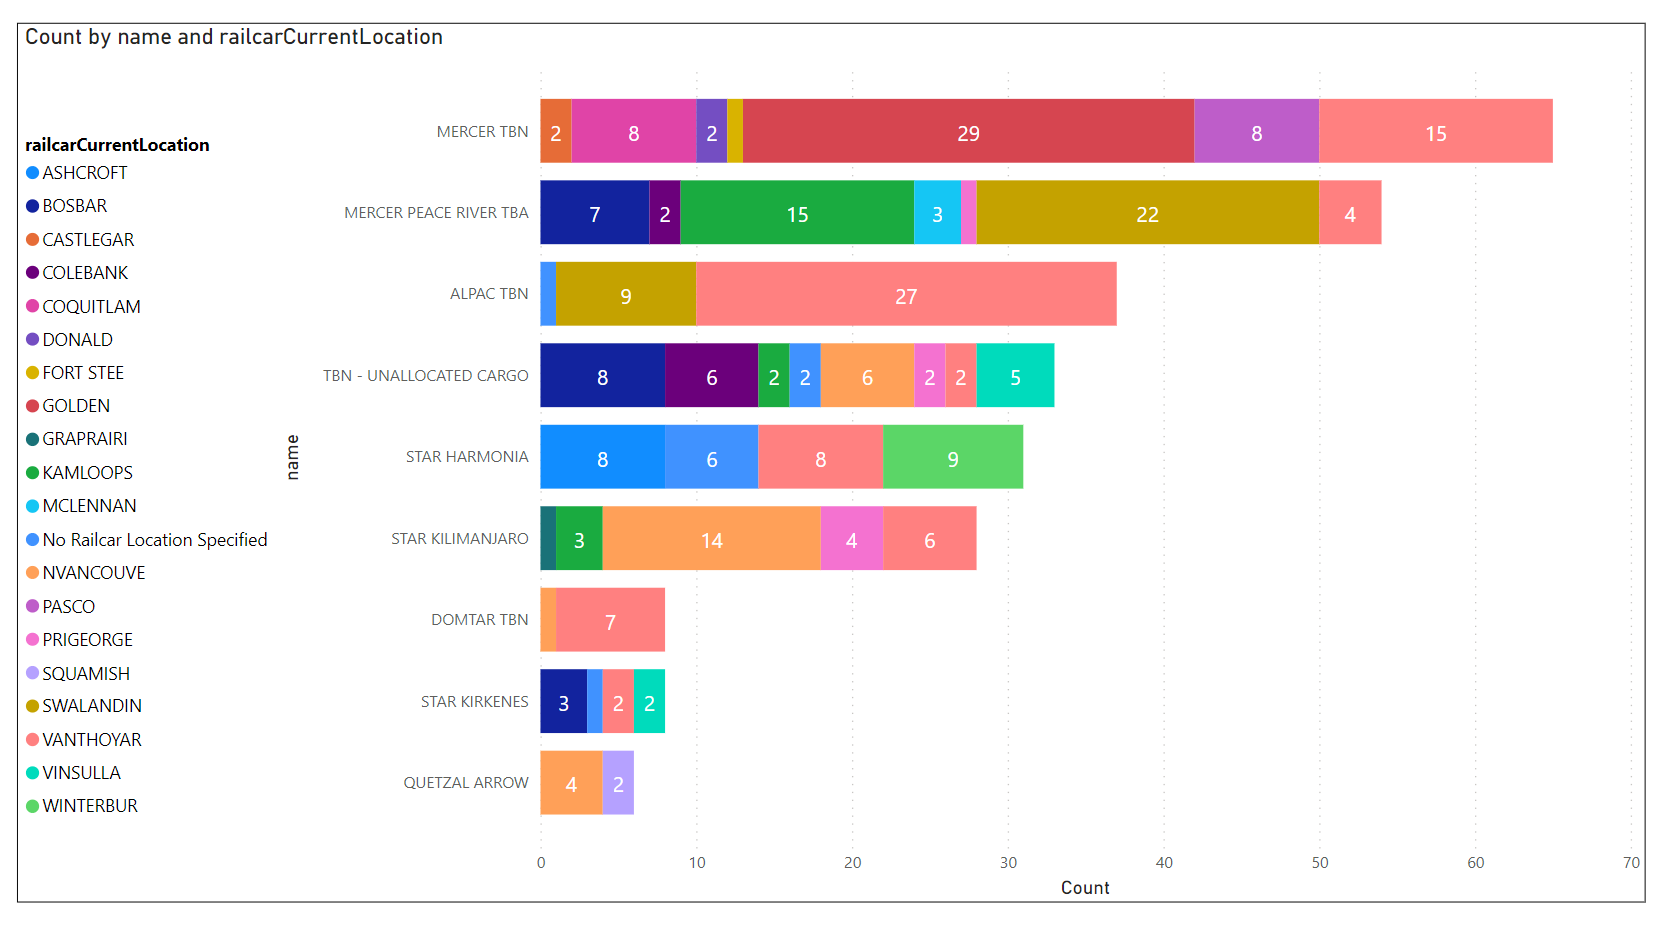 Count by name and railcarCurrentLocation
railcarCurrentLocation
ASHCROFT
BOSBAR
CASTLEGAR
COLEBANK
COQUITLAM
DONALD
FORT STEE
GOLDEN
GRAPRAIRI
KAMLOOPS
MCLENNAN
No Railcar Location Specified
NVANCOUVE
PASCO
PRIGEORGE
SQUAMISH
SWALANDIN
VANTHOYAR
VINSULLA
WINTERBUR
name
MERCER TBN 2 8 2 29 8 15
MERCER PEACE RIVER TBA 7 2 15 3 22 4
ALPAC TBN 9 27
TBN - UNALLOCATED CARGO 8 6 2 2 6 2 2 5
STAR HARMONIA 8 6 8 9
STAR KILIMANJARO 3 14 4 6
DOMTAR TBN 7
STAR KIRKENES 3 2 2
QUETZAL ARROW 4 2
0 10 20 30 40 50 60 70
Count